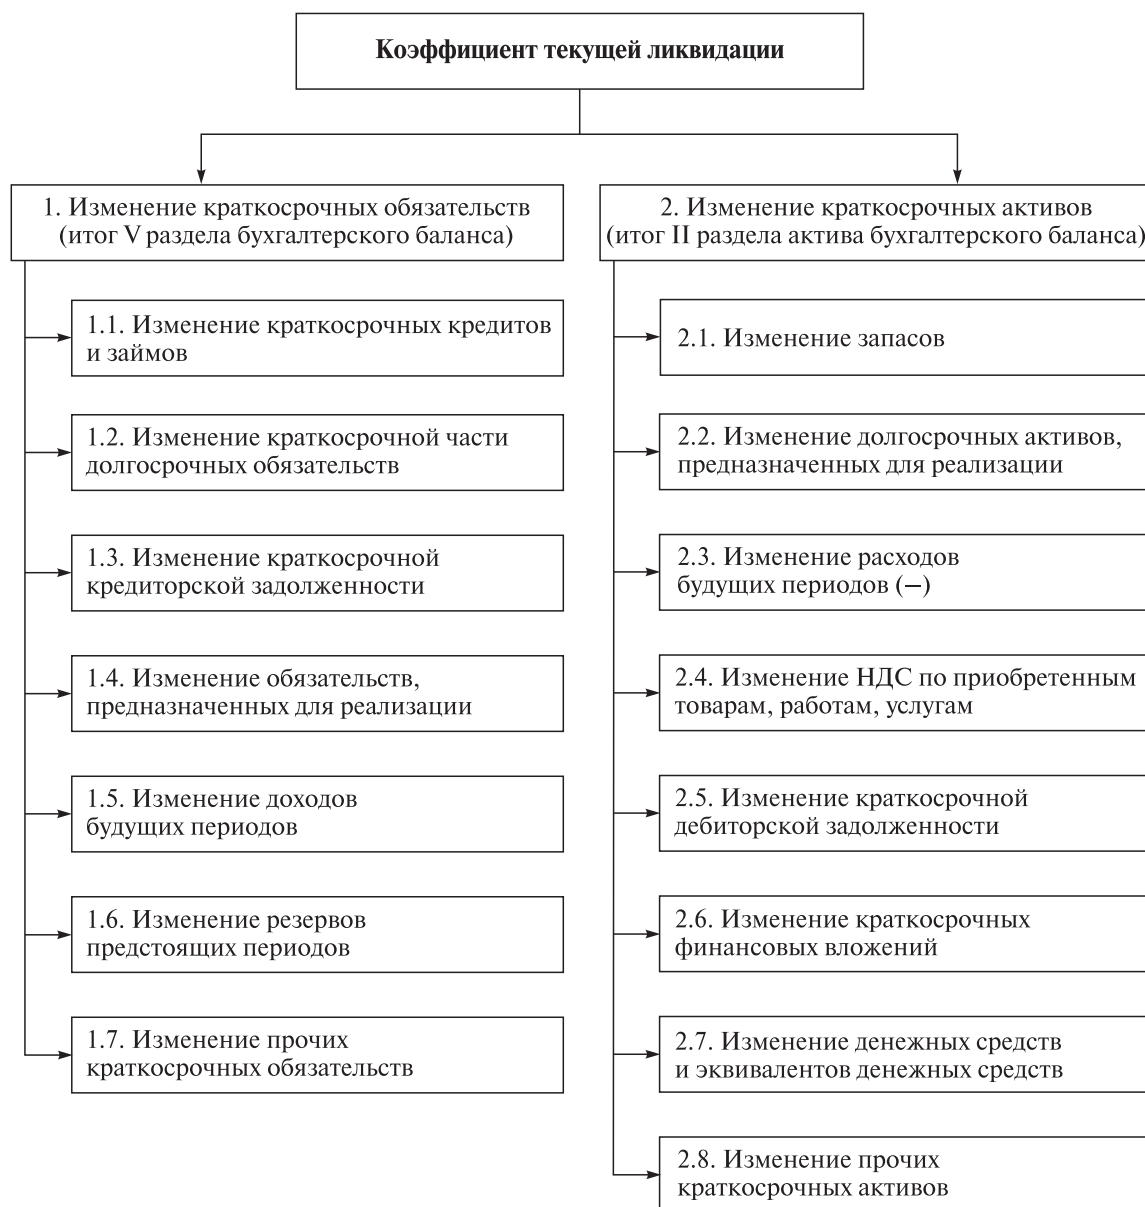 Коэффициент текущей ликвидации
1. Изменение краткосрочных обязательств
(итог V раздела бухгалтерского баланса)
1.1. Изменение краткосрочных кредитов
и займов
1.2. Изменение краткосрочной части
долгосрочных обязательств
1.3. Изменение краткосрочной
кредиторской задолженности
1.4. Изменение обязательств,
предназначенных для реализации
1.5. Изменение доходов
будущих периодов
1.6. Изменение резервов
предстоящих периодов
1.7. Изменение прочих
краткосрочных обязательств
2. Изменение краткосрочных активов
(итог II раздела актива бухгалтерского баланса)
2.1. Изменение запасов
2.2. Изменение долгосрочных активов,
предназначенных для реализации
2.3. Изменение расходов
будущих периодов (−)
2.4. Изменение НДС по приобретенным
товарам, работам, услугам
2.5. Изменение краткосрочной
дебиторской задолженности
2.6. Изменение краткосрочных
финансовых вложений
2.7. Изменение денежных средств
и эквивалентов денежных средств
2.8. Изменение прочих
краткосрочных активов